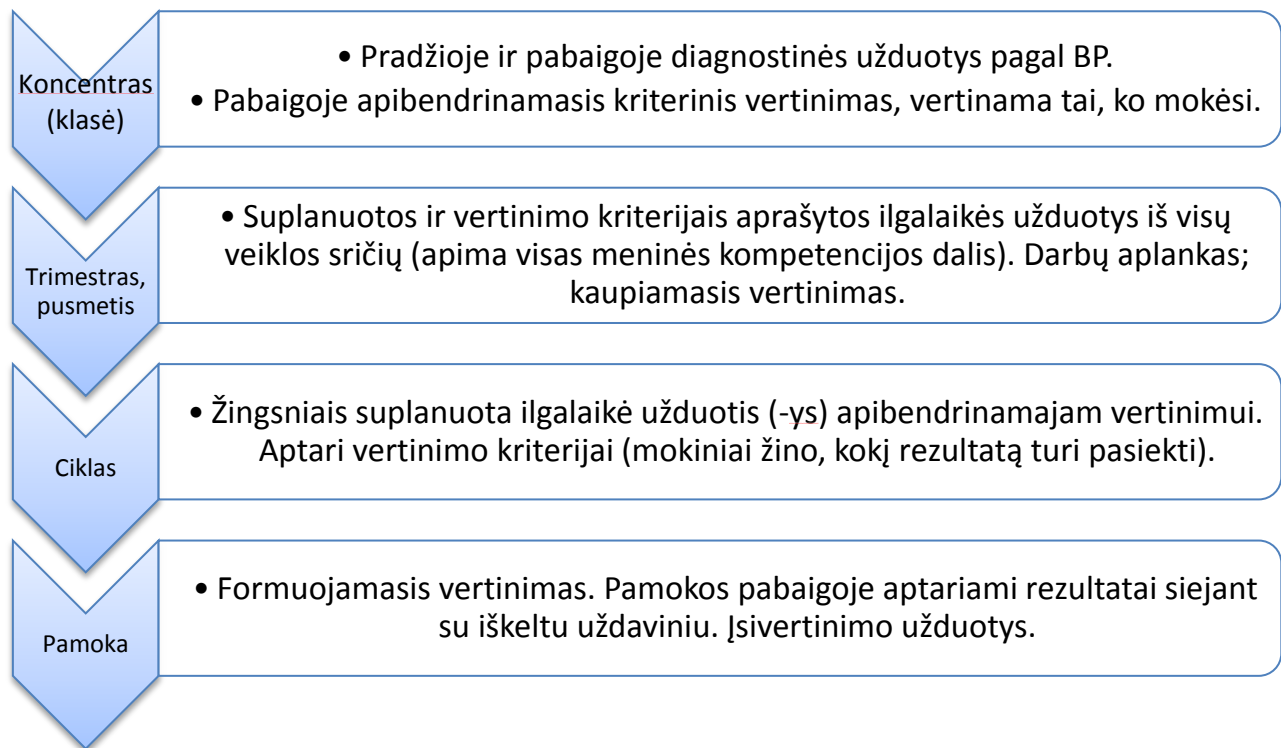 Koncentras
(klasė)
• Pradžioje ir pabaigoje diagnostinės užduotys pagal BP.
• Pabaigoje apibendrinamasis kriterinis vertinimas, vertinama tai, ko mokėsi.
Trimestras,
pusmetis
• Suplanuotos ir vertinimo kriterijais aprašytos ilgalaikės užduotys iš visų
veiklos sričių (apima visas meninės kompetencijos dalis). Darbų aplankas;
kaupiamasis vertinimas.
Ciklas
• Žingsniais suplanuota ilgalaikė užduotis (-ys) apibendrinamajam vertinimui.
Aptari vertinimo kriterijai (mokiniai žino, kokį rezultatą turi pasiekti).
Pamoka
• Formuojamasis vertinimas. Pamokos pabaigoje aptariami rezultatai siejant
su iškeltu uždaviniu. Įsivertinimo užduotys.